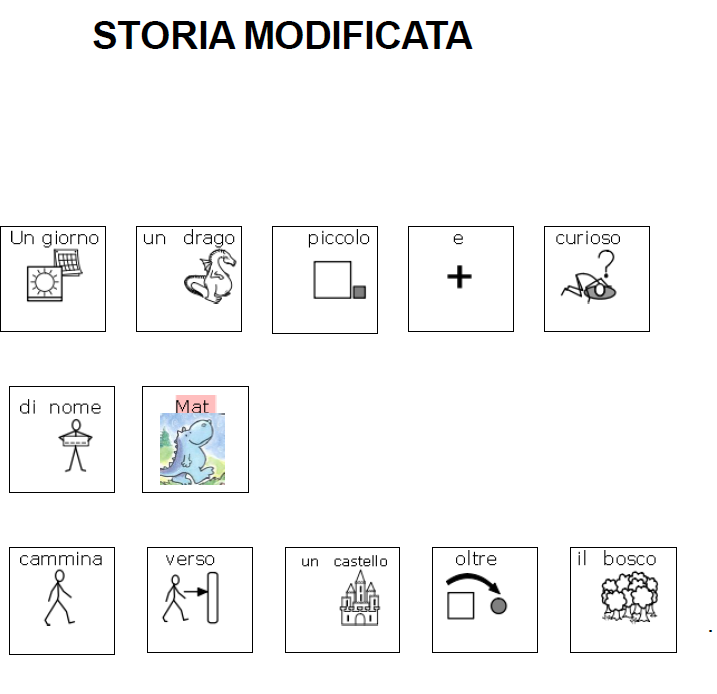 STORIA MODIFICATA
Un giorno un drago piccolo e curioso
di nome Mat
cammina verso un castello oltre il bosco .